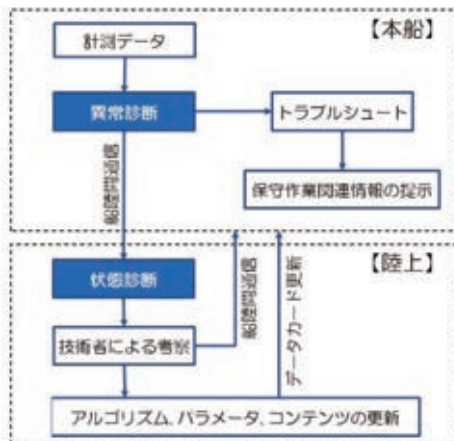 【本船】
計測データ
異常診断
トラブルシュート
保守作業関連情報の提示
船陸間通信
【陸上】
状態診断
技術者による考察
船陸間通信
データカード更新
アルゴリズム、パラメータ、コンテンツの更新